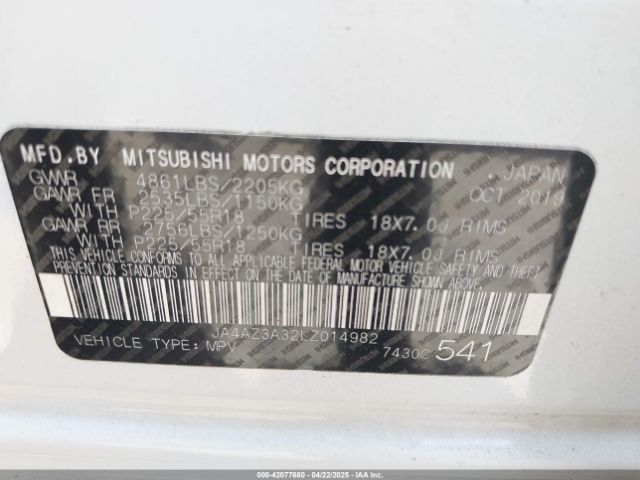 MFD.BY MITSUBISHI MOTORS CORPORATION JAPAN
GVWR 4861LBS/2205KG OCT 2019
GAWR FR 2535LBS/1150KG
WITH P225/55R18 TIRES 18X7.0J RIMS
GAWR RR 2756LBS/1250KG
WITH P225/55R18 TIRES 18X7.0J RIMS
THIS VEHICLE CONFORMS TO ALL APPLICABLE FEDERAL MOTOR VEHICLE SAFETY AND THEFT
PREVENTION STANDARDS IN EFFECT ON THE DATE OF MANUFACTURE SHOWN ABOVE.
JA4AZ3A32LZ014982
VEHICLE TYPE: MPV 7430C 541
000-42077680 - 04/22/2025 - IAA Inc.